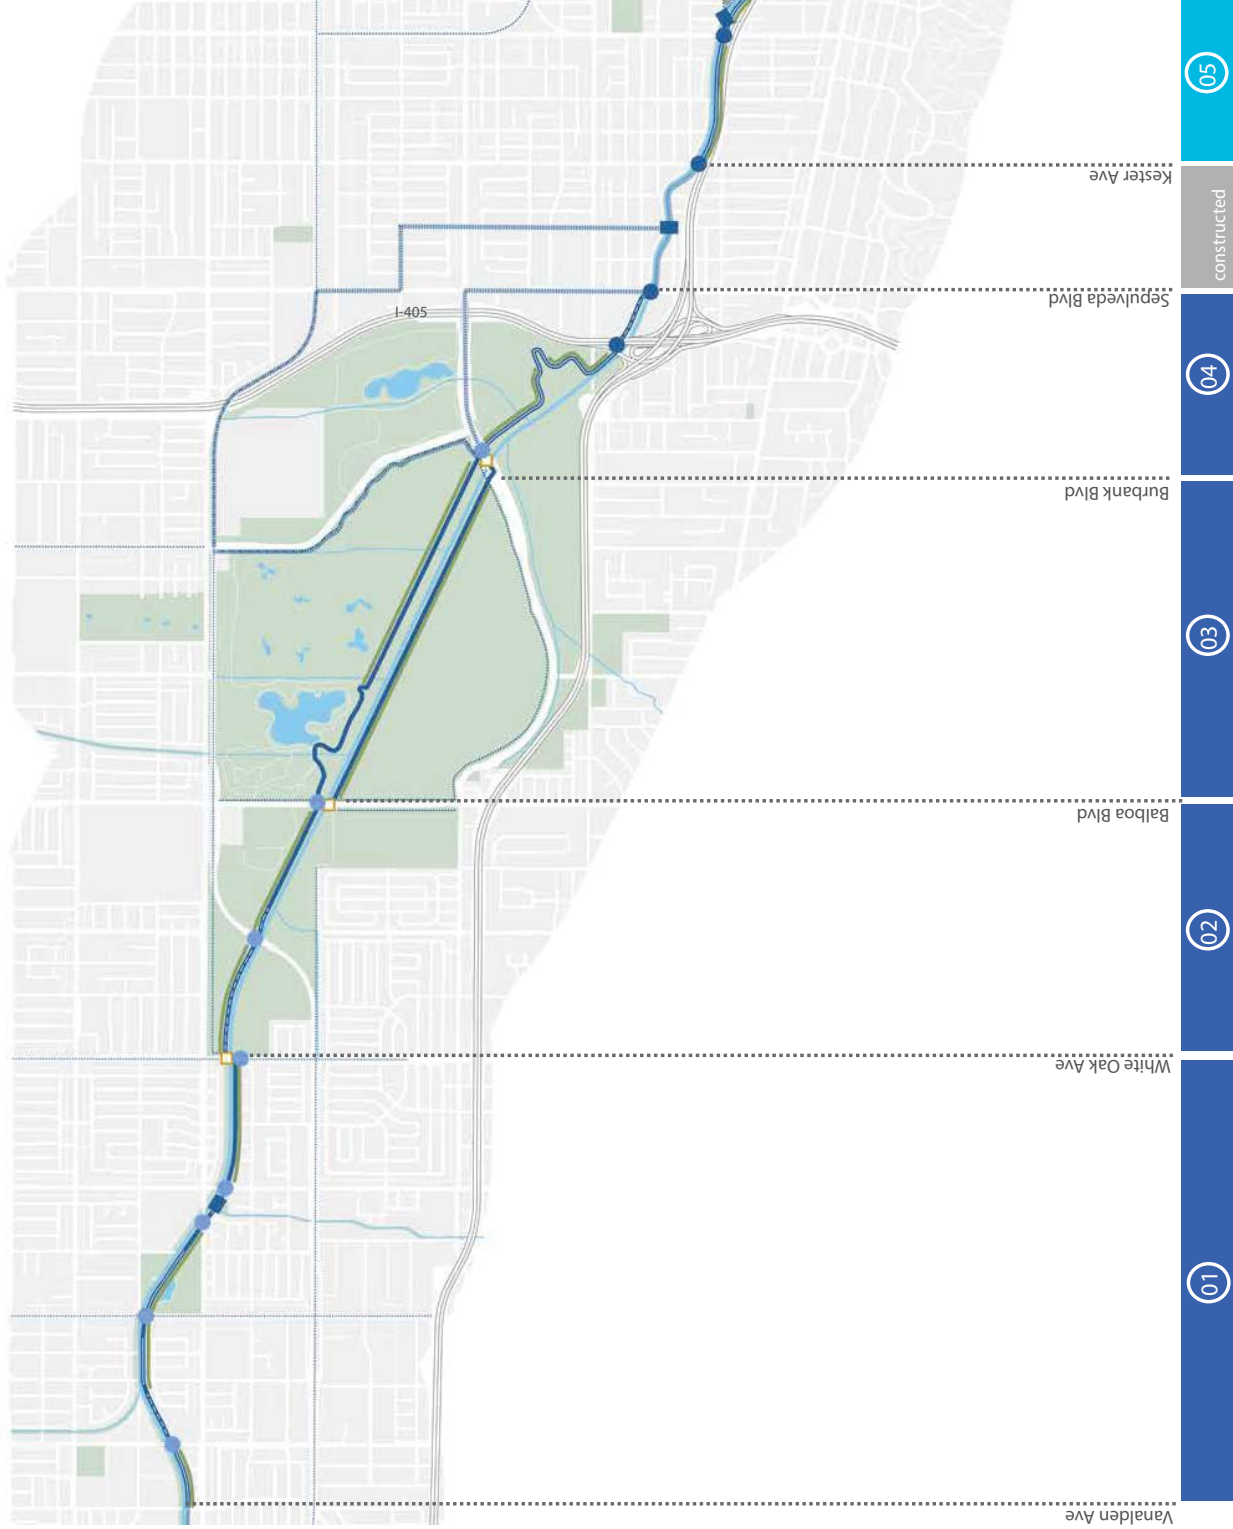 05
Kester Ave
constructed
Sepulveda Blvd
I-405
04
Burbank Blvd
03
Balboa Blvd
02
White Oak Ave
01
Vanalden Ave